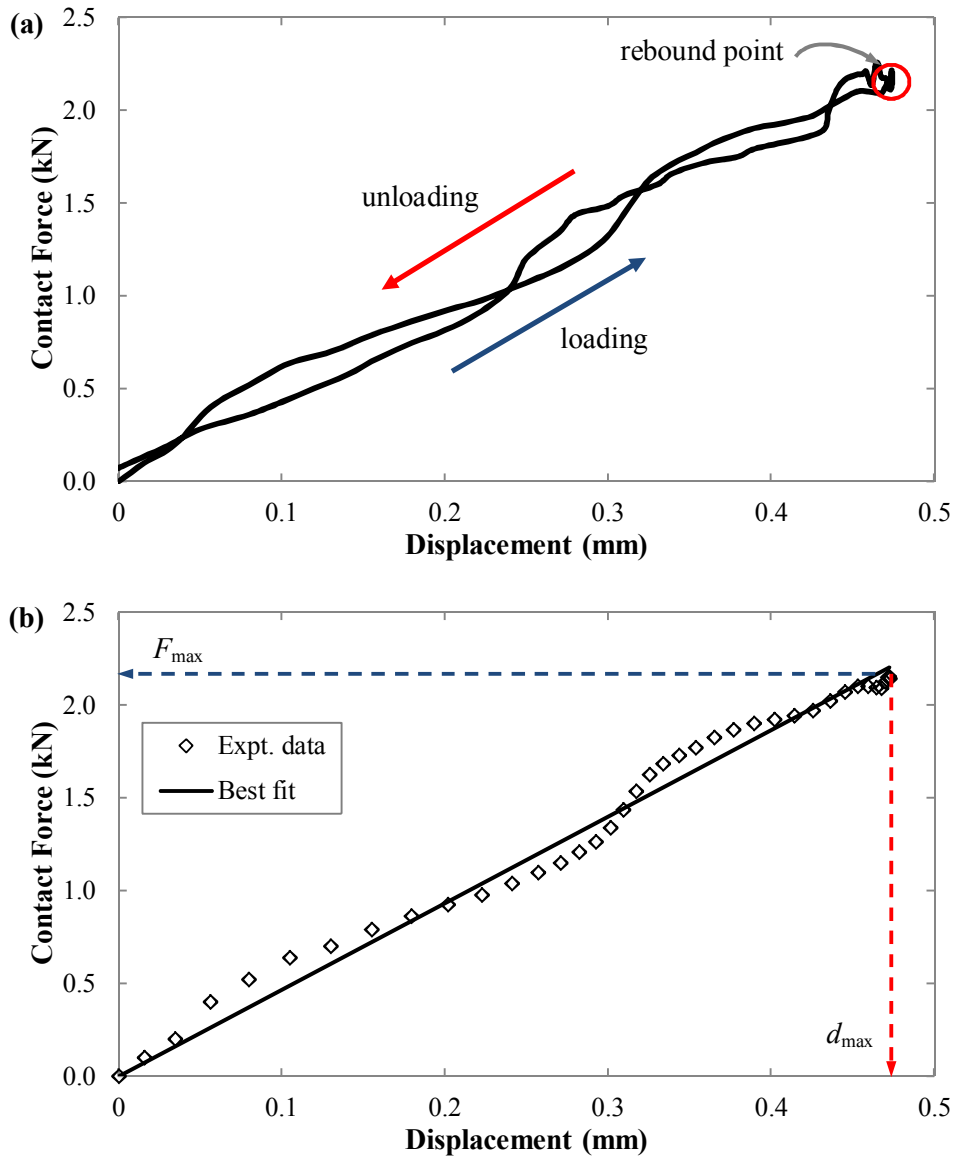 (a)
2.5
2.0
1.5
1.0
0.5
0.0
Contact Force (kN)
rebound point
unloading
loading
0 0.1 0.2 0.3 0.4 0.5
Displacement (mm)
(b)
2.5
2.0
1.5
1.0
0.5
0.0
Contact Force (kN)
Fmax
Expt. data
Best fit
dmax
0 0.1 0.2 0.3 0.4 0.5
Displacement (mm)